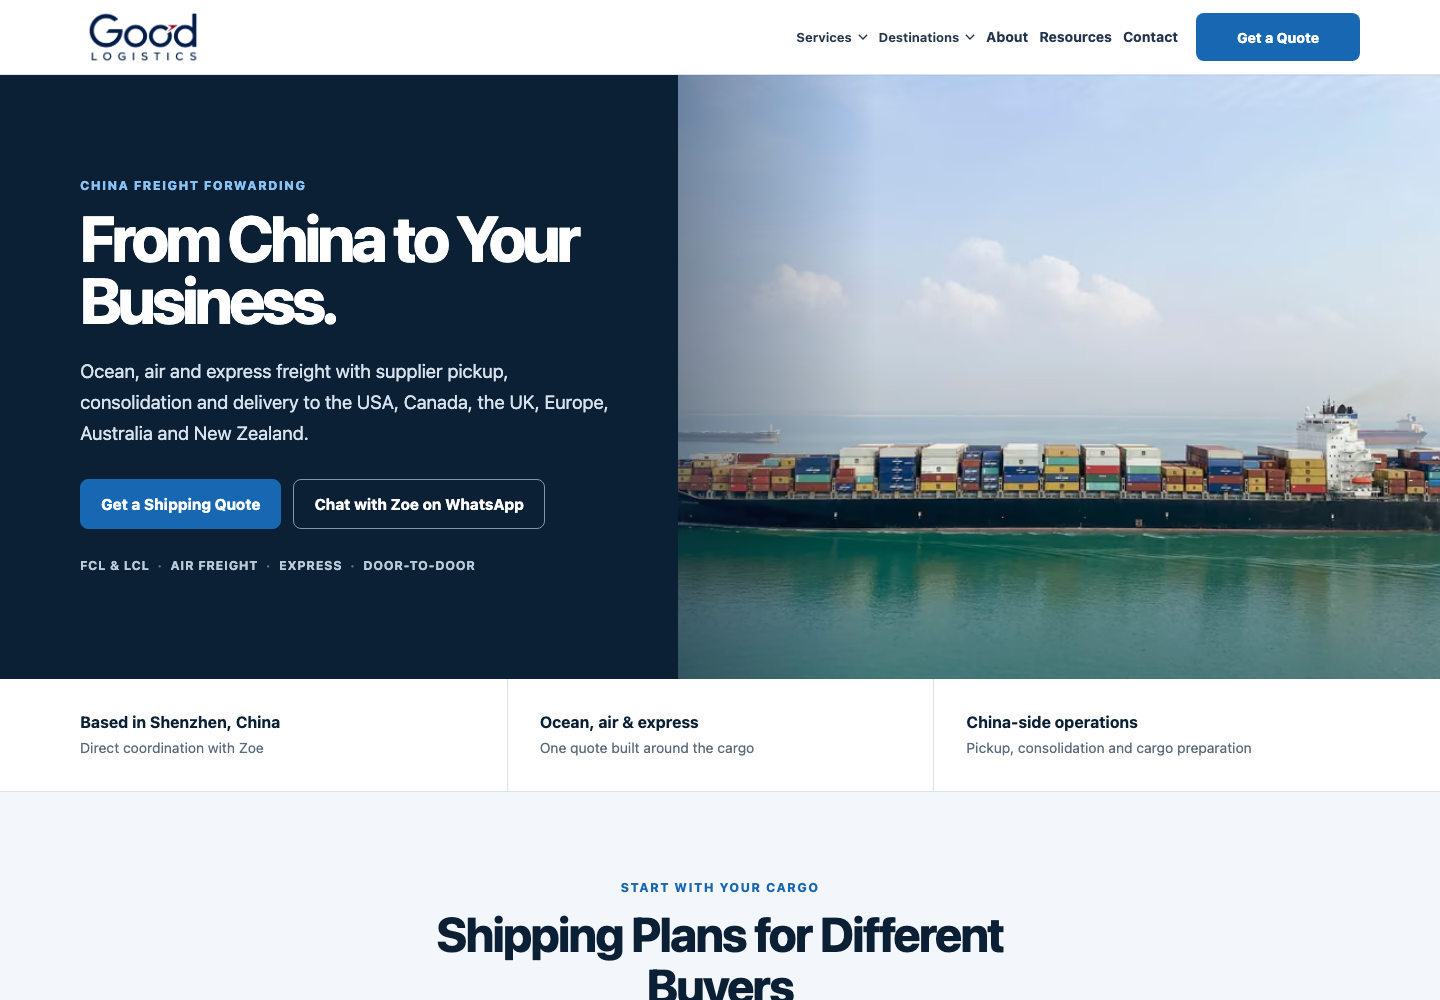 Good
LOGISTICS
Services Destinations About Resources Contact Get a Quote
CHINA FREIGHT FORWARDING
From China to Your
Business.
Ocean, air and express freight with supplier pickup,
consolidation and delivery to the USA, Canada, the UK, Europe,
Australia and New Zealand.
Get a Shipping Quote Chat with Zoe on WhatsApp
FCL & LCL · AIR FREIGHT · EXPRESS · DOOR-TO-DOOR
Based in Shenzhen, China
Direct coordination with Zoe
Ocean, air & express
One quote built around the cargo
China-side operations
Pickup, consolidation and cargo preparation
START WITH YOUR CARGO
Shipping Plans for Different
Buyers